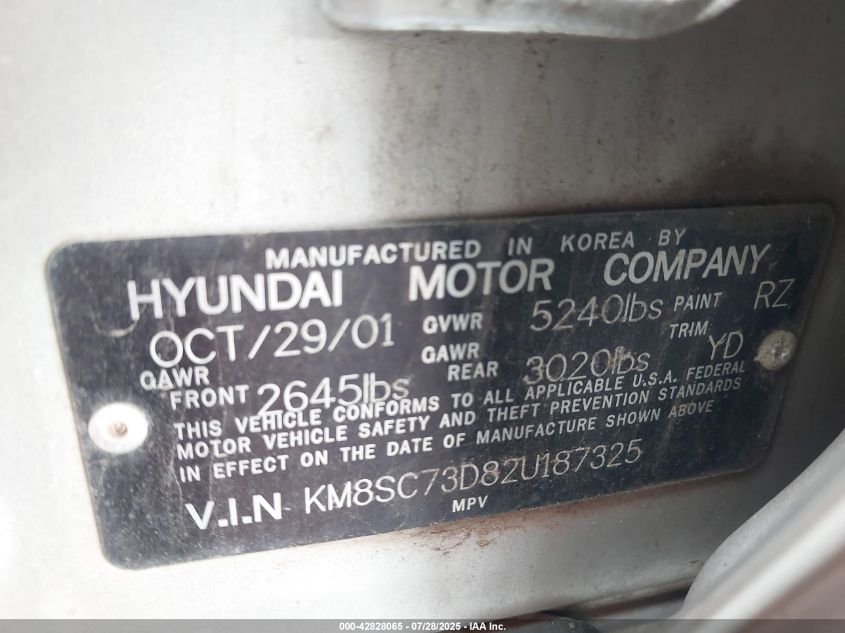 MANUFACTURED IN KOREA BY
HYUNDAI MOTOR COMPANY
OCT/29/01 GVWR 5240lbs PAINT RZ
GAWR FRONT 2645lbs GAWR REAR 3020lbs TRIM YD
THIS VEHICLE CONFORMS TO ALL APPLICABLE U.S.A. FEDERAL
MOTOR VEHICLE SAFETY AND THEFT PREVENTION STANDARDS
IN EFFECT ON THE DATE OF MANUFACTURE SHOWN ABOVE
V.I.N KM8SC73D82U187325
MPV
000-42828065 - 07/28/2025 - IAA Inc.